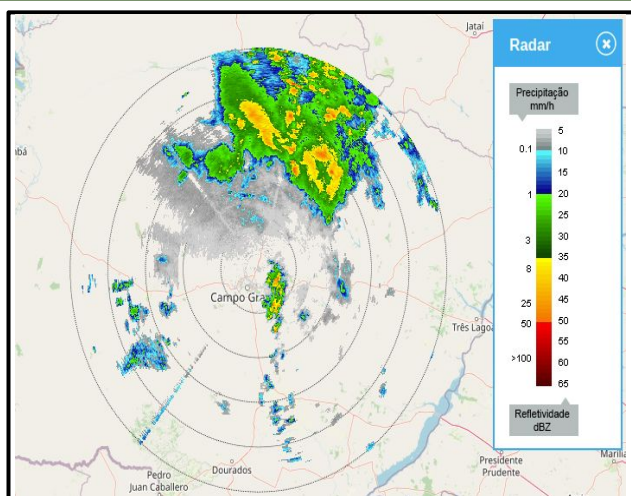 Jataí
Radar
Precipitação
mm/h
5
0.1
10
15
1
20
25
3
30
8
35
40
25
45
50
50
55
>100
60
65
Refletividade
dBZ
bá
Campo Gra
Três Lagoa
Dourados
Pedro
Juan Caballero
Presidente
Prudente
Marília